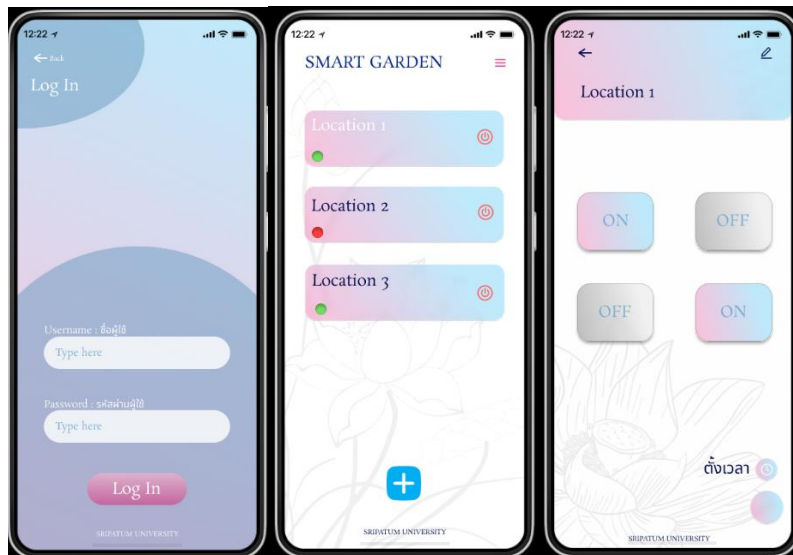 12:22
Back
Log In
Username : ชื่อผู้ใช้
Type here
Password : รหัสผ่านผู้ใช้
Type here
Log In
SRIPATUM UNIVERSITY
12:22
SMART GARDEN
Location 1
Location 2
Location 3
SRIPATUM UNIVERSITY
12:22
Location 1
ON
OFF
OFF
ON
ตั้งเวลา
SRIPATUM UNIVERSITY